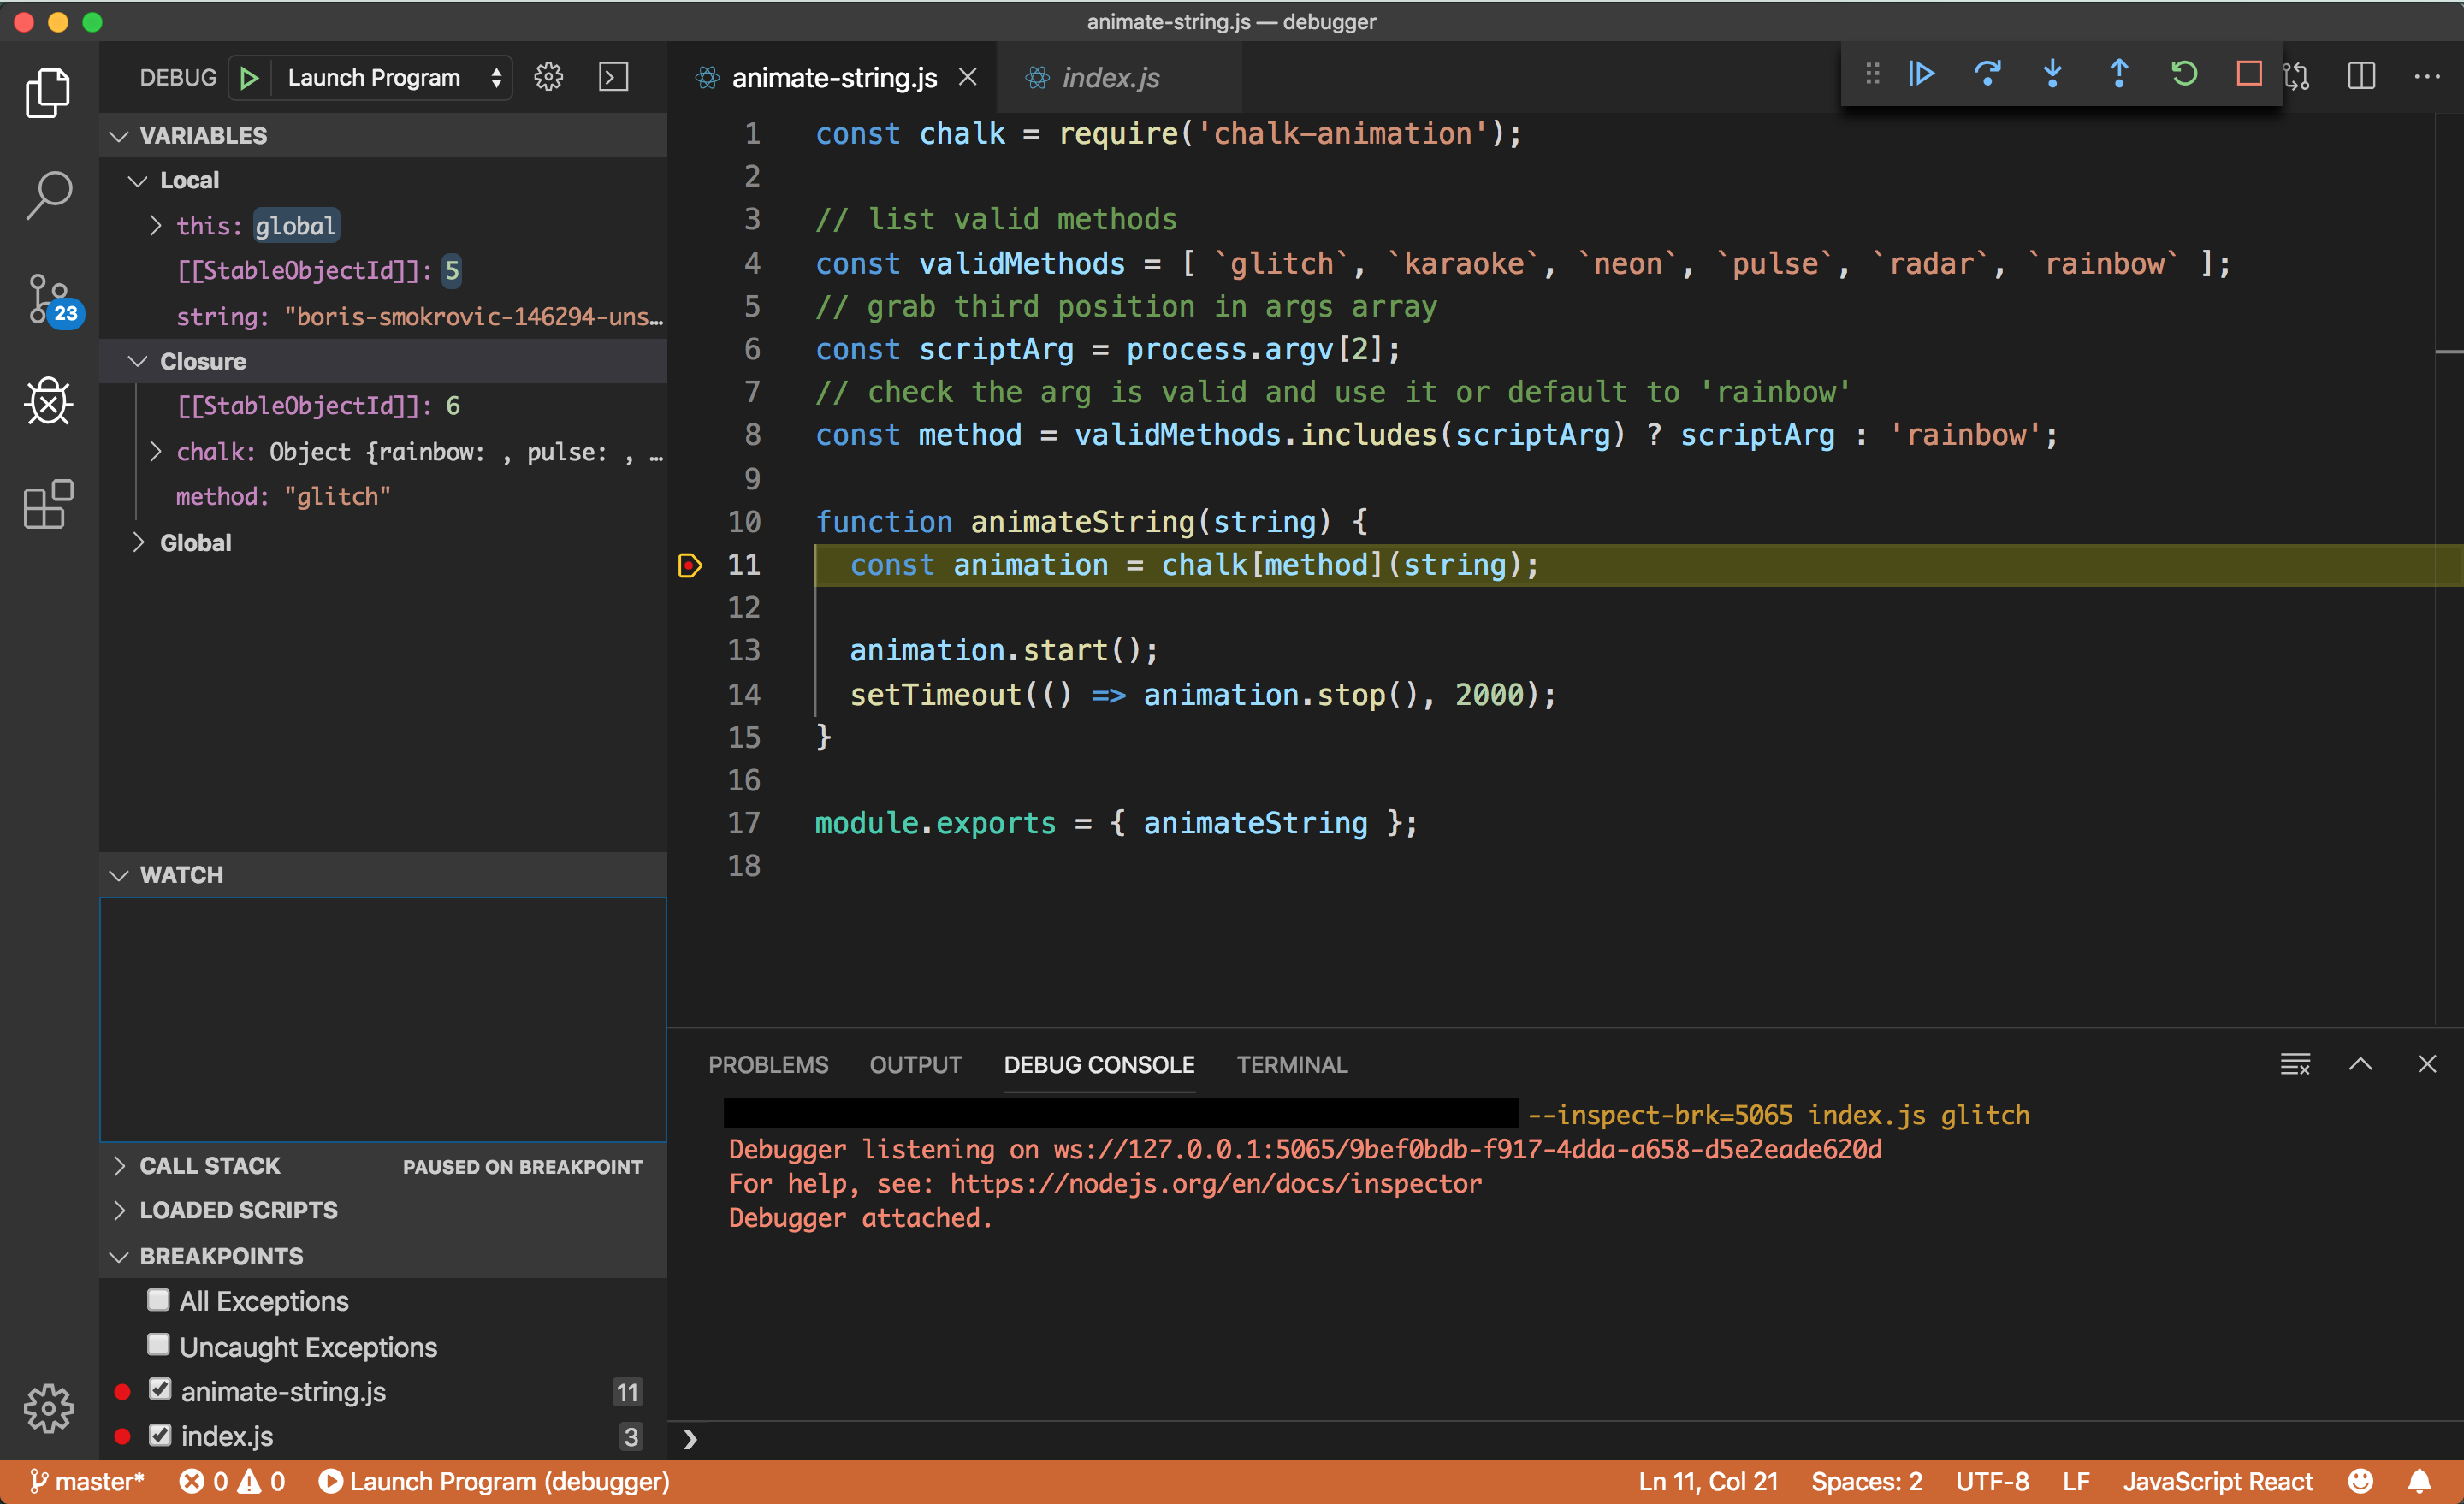 animate-string.js — debugger
DEBUG Launch Program
VARIABLES
Local
this: global
[[StableObjectId]]: 5
string: "boris-smokrovic-146294-uns…
Closure
[[StableObjectId]]: 6
chalk: Object {rainbow: , pulse: , …
method: "glitch"
Global
WATCH
CALL STACK PAUSED ON BREAKPOINT
LOADED SCRIPTS
BREAKPOINTS
All Exceptions
Uncaught Exceptions
animate-string.js 11
index.js 3
23
animate-string.js index.js
1 const chalk = require('chalk-animation');
2
3 // list valid methods
4 const validMethods = [ `glitch`, `karaoke`, `neon`, `pulse`, `radar`, `rainbow` ];
5 // grab third position in args array
6 const scriptArg = process.argv[2];
7 // check the arg is valid and use it or default to 'rainbow'
8 const method = validMethods.includes(scriptArg) ? scriptArg : 'rainbow';
9
10 function animateString(string) {
11 const animation = chalk[method](string);
12
13 animation.start();
14 setTimeout(() => animation.stop(), 2000);
15 }
16
17 module.exports = { animateString };
18
PROBLEMS OUTPUT DEBUG CONSOLE TERMINAL
--inspect-brk=5065 index.js glitch
Debugger listening on ws://127.0.0.1:5065/9bef0bdb-f917-4dda-a658-d5e2eade620d
For help, see: https://nodejs.org/en/docs/inspector
Debugger attached.
master* 0 0 Launch Program (debugger) Ln 11, Col 21 Spaces: 2 UTF-8 LF JavaScript React